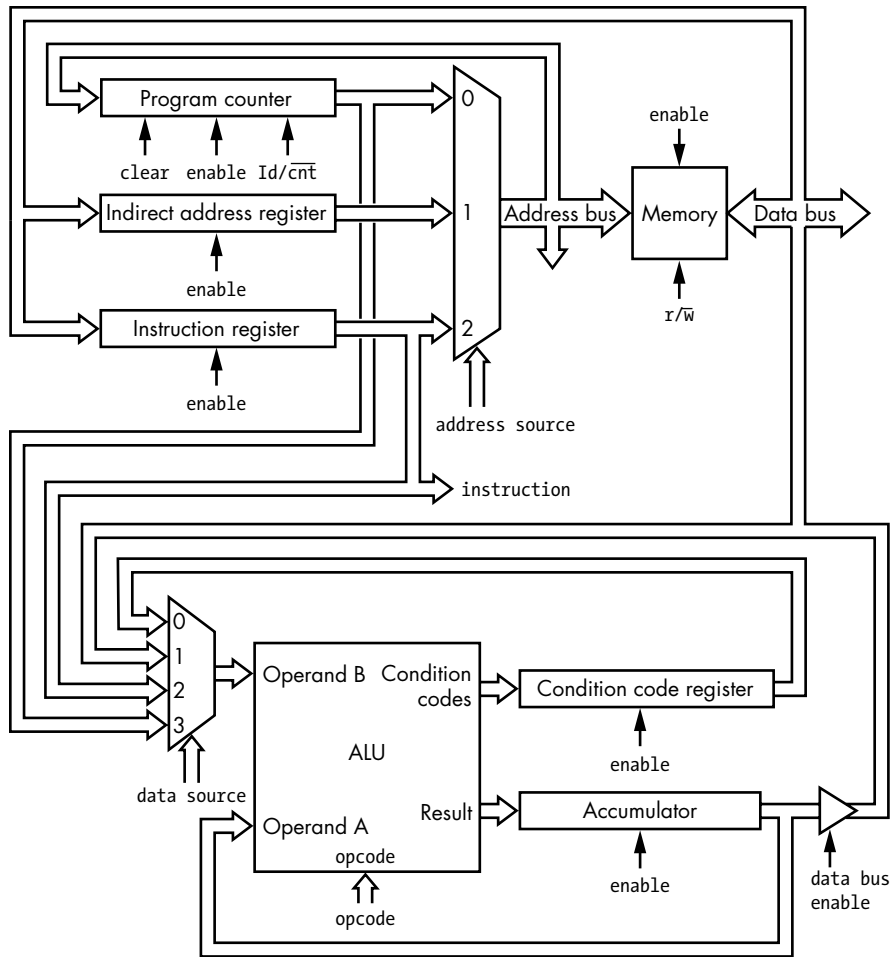 Program counter
clear enable Id/c̅n̅t̅
0
Indirect address register
enable
1
Instruction register
enable
2
address source
Address bus
enable
Memory
r/w̅
Data bus
instruction
0
1
2
3
data source
Operand B
Condition
codes
ALU
Operand A
Result
opcode
opcode
Condition code register
enable
Accumulator
enable
data bus
enable